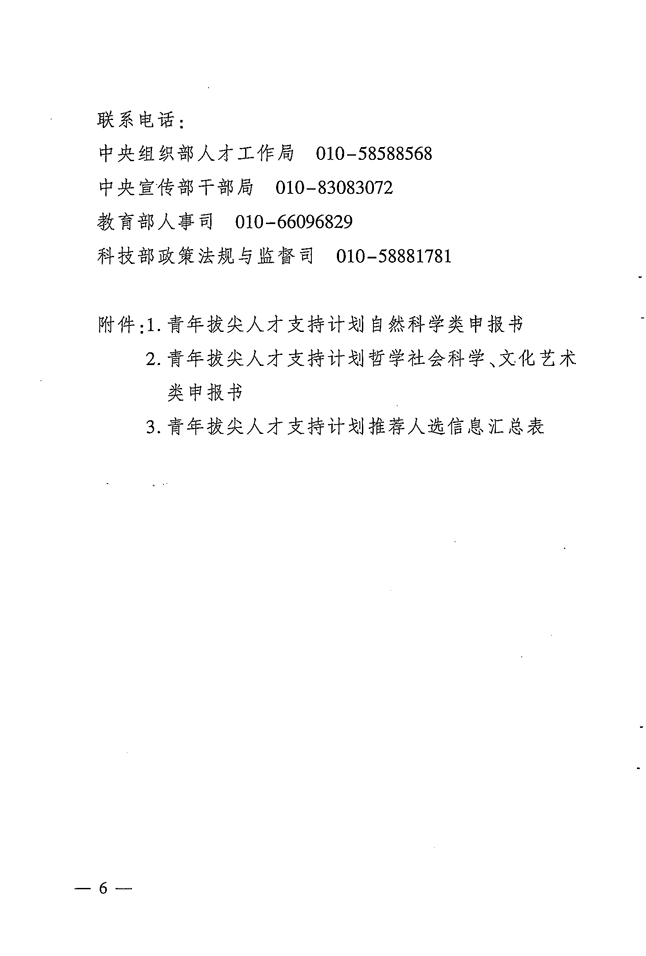 联系电话：
中央组织部人才工作局 010-58588568
中央宣传部干部局 010-83083072
教育部人事司 010-66096829
科技部政策法规与监督司 010-58881781
附件：1. 青年拔尖人才支持计划自然科学类申报书
2. 青年拔尖人才支持计划哲学社会科学、文化艺术
类申报书
3. 青年拔尖人才支持计划推荐人选信息汇总表
— 6 —